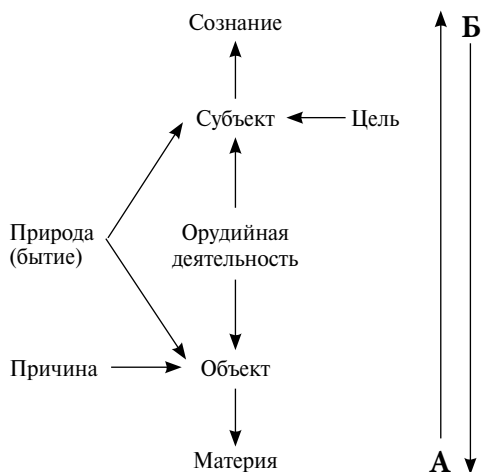 Сознание
Б
Субъект
Цель
Природа
(бытие)
Орудийная
деятельность
Причина
Объект
Материя
А